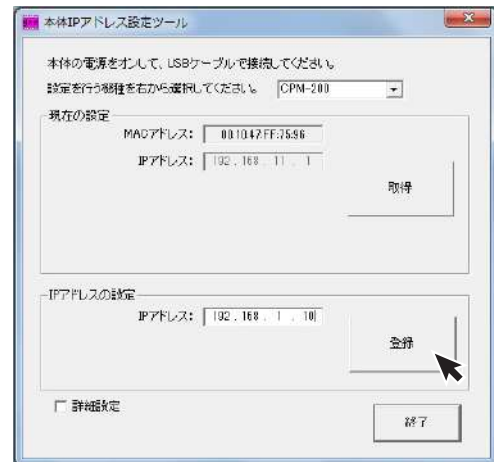 本体IPアドレス設定ツール
本体の電源をオンして、USBケーブルで接続してください。
設定を行う機種を右から選択してください。 CPM-200
現在の設定
MACアドレス: 00:10:47:FF:75:96
IPアドレス: 192 . 168 . 11 . 1
取得
IPアドレスの設定
IPアドレス: 192 . 168 . 1 . 10
登録
詳細設定
終了